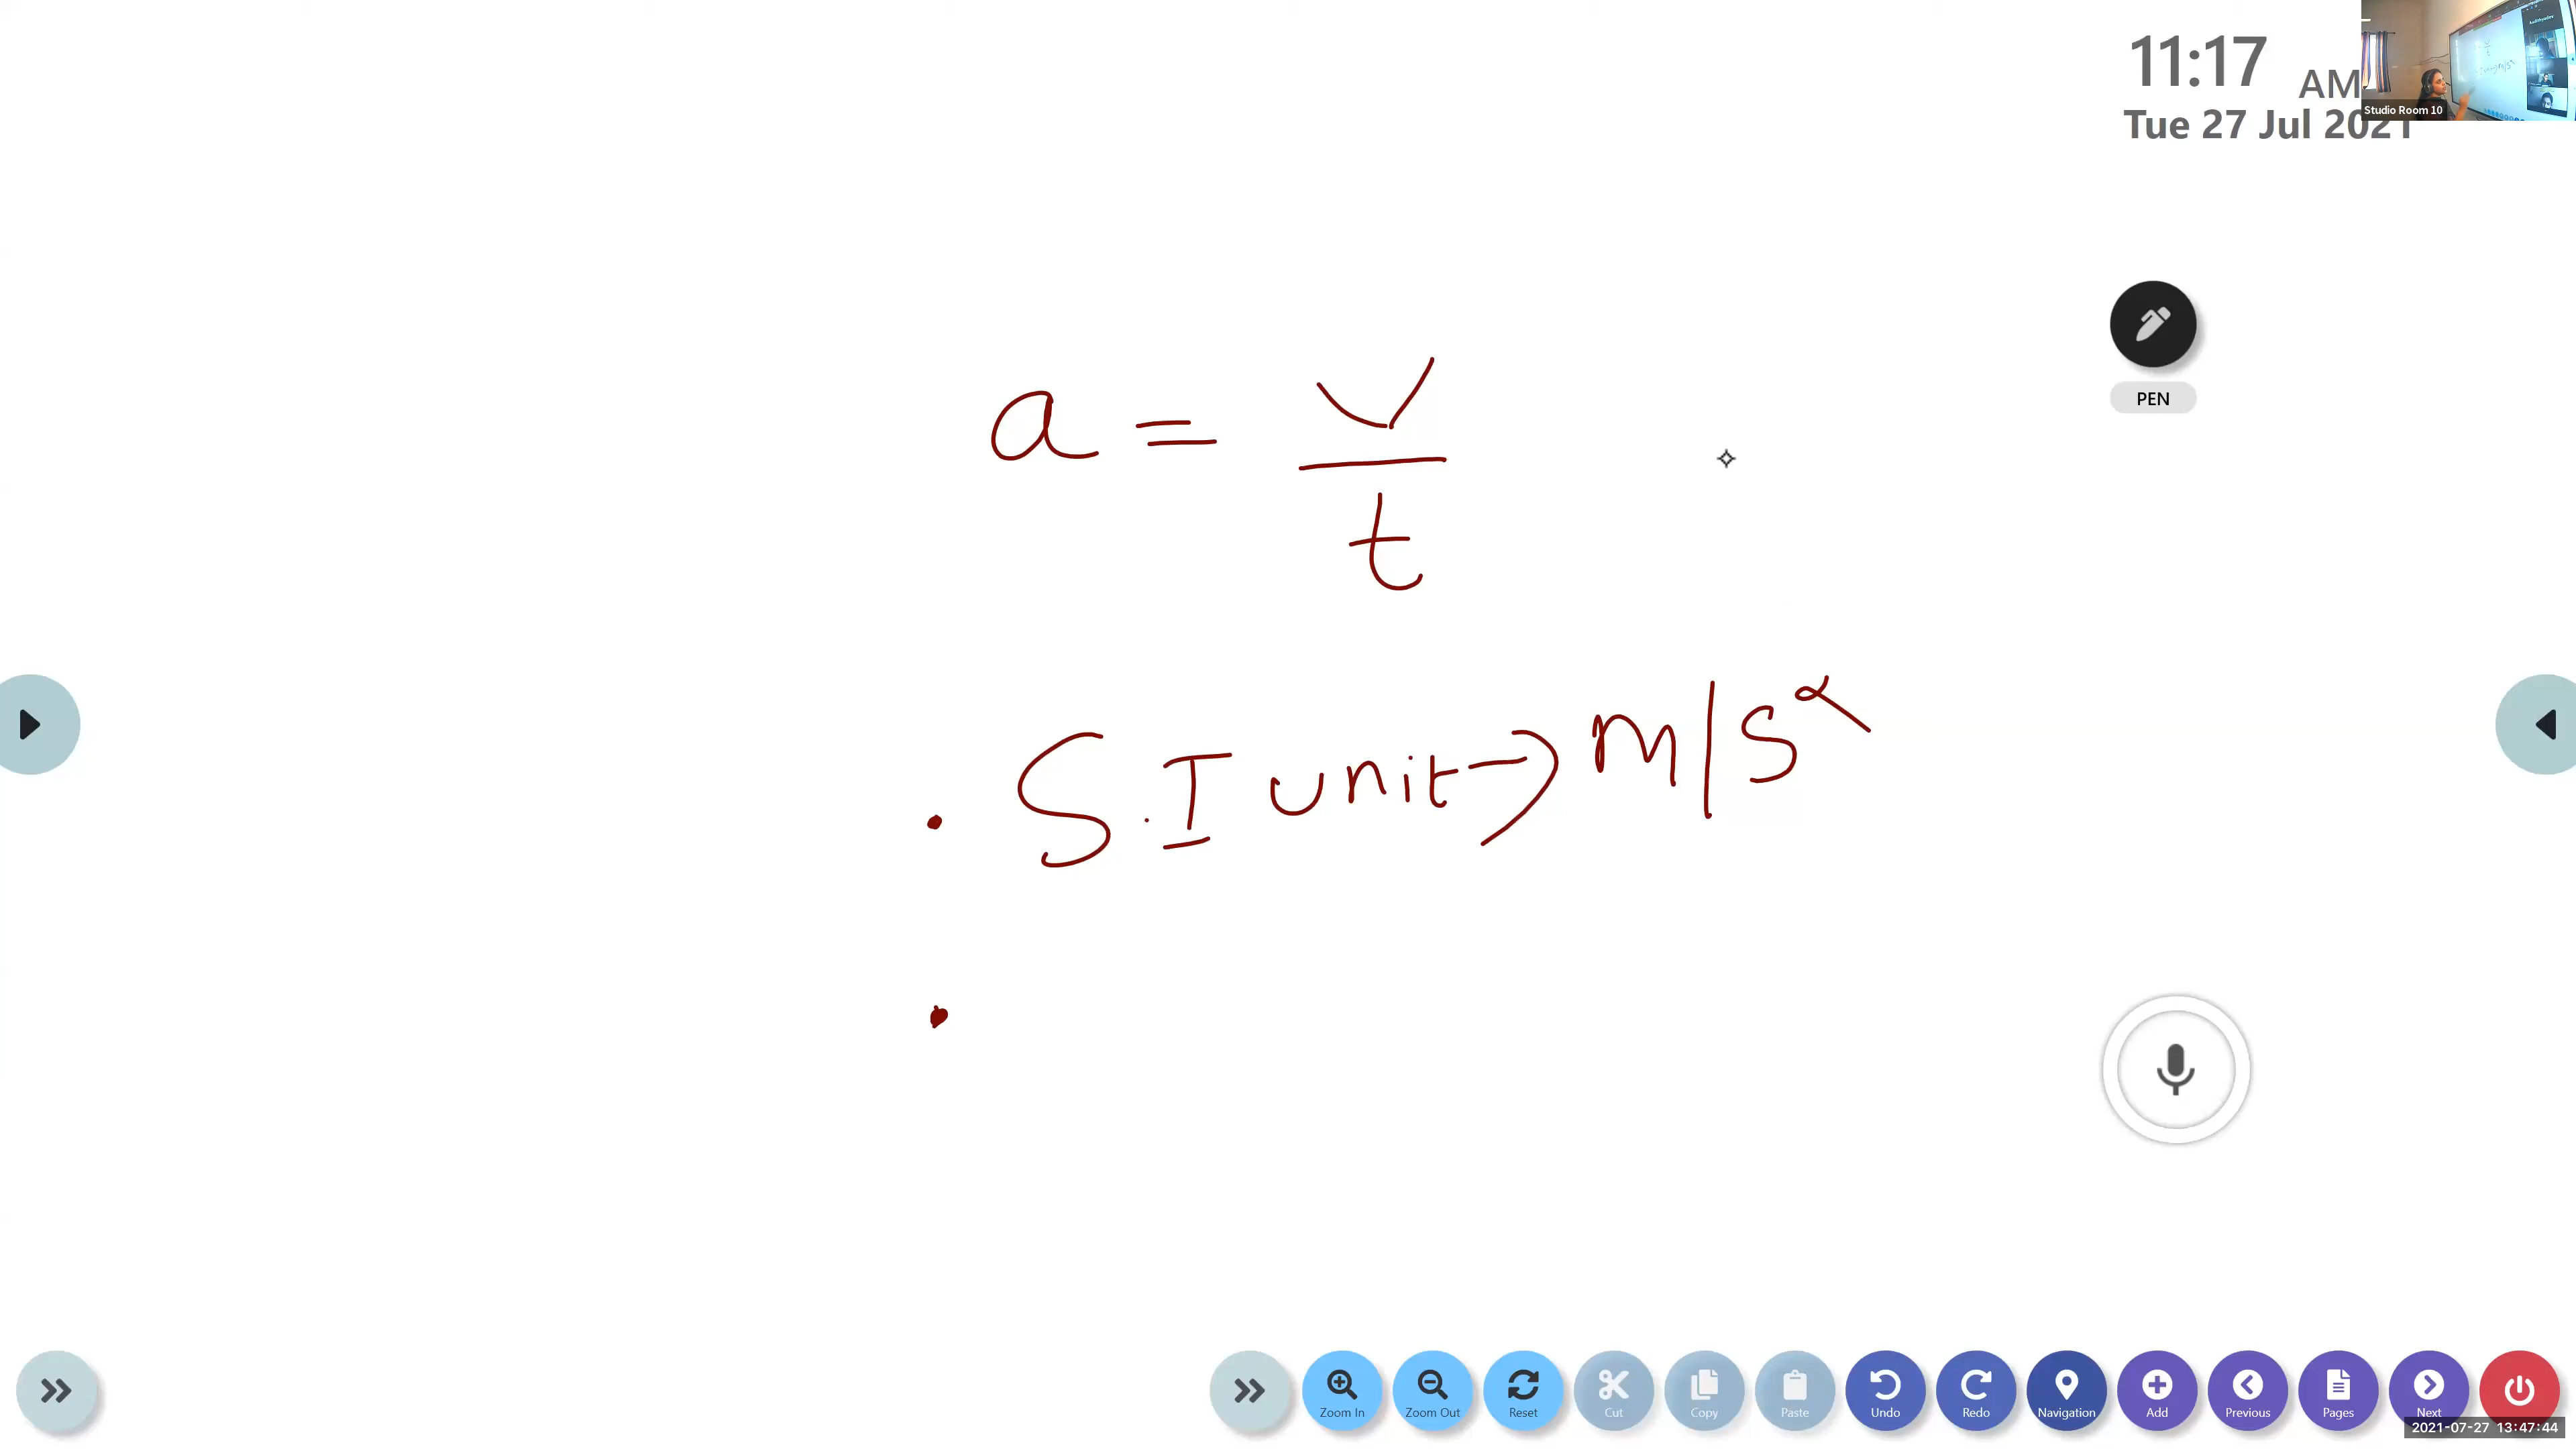 11:17 AM
Tue 27 Jul 2021
Studio Room 10
PEN
a = v
t
. S.I unit → m/s²
.
Zoom In
Zoom Out
Reset
Cut
Copy
Paste
Undo
Redo
Navigation
Add
Previous
Pages
Next
2021-07-27 13:47:44